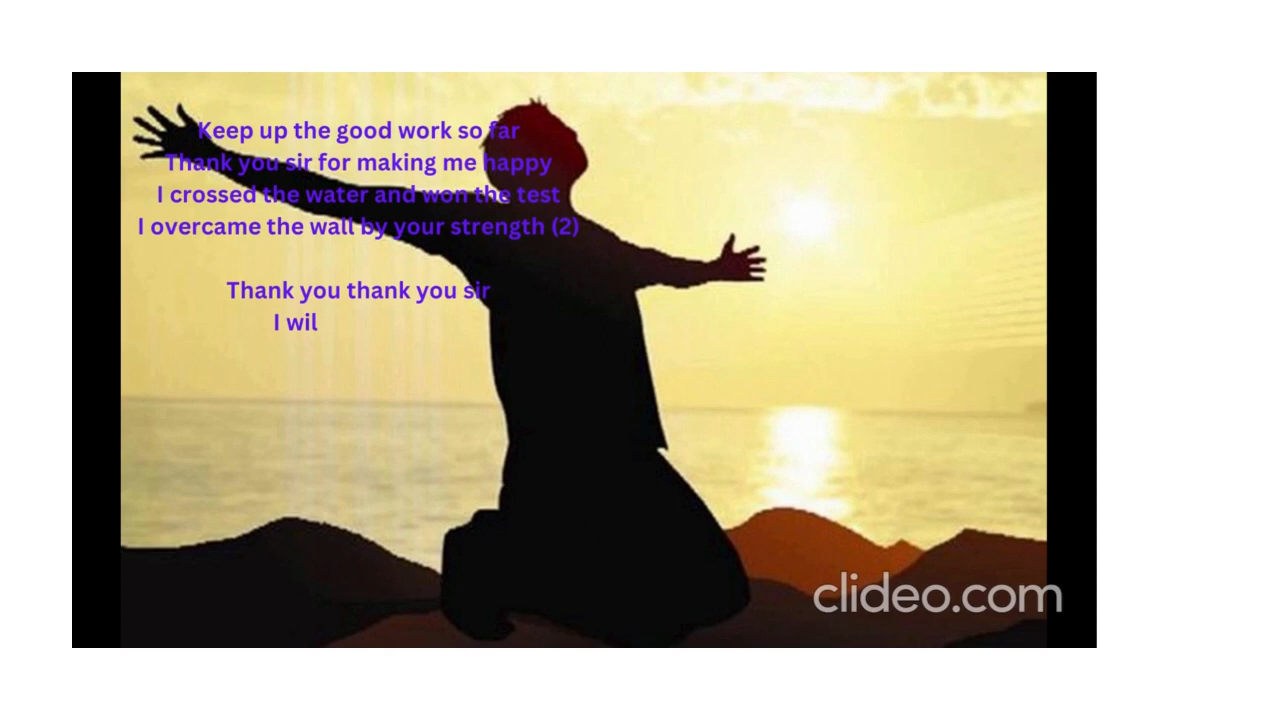 Keep up the good work so far
Thank you sir for making me happy
I crossed the water and won the test
I overcame the wall by your strength (2)
Thank you thank you sir
I wil
clideo.com